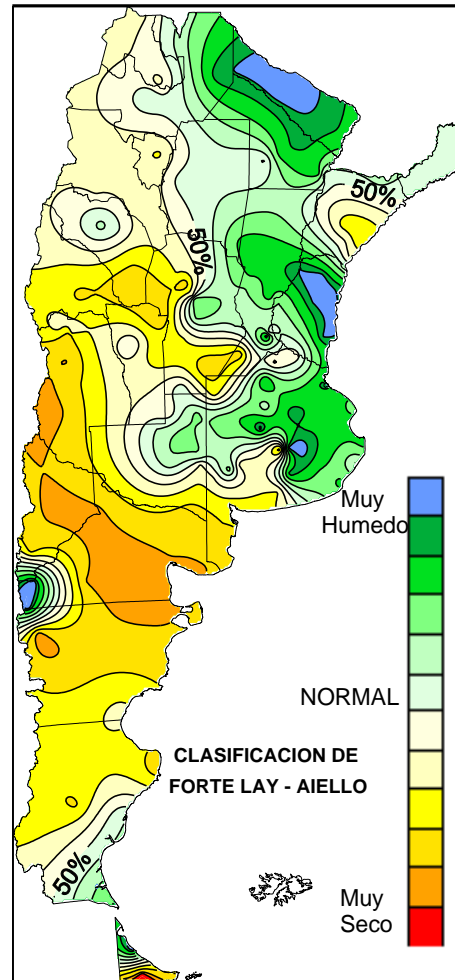 50%
50%
Muy
Humedo
NORMAL
CLASIFICACION DE
FORTE LAY - AIELLO
50%
Muy
Seco